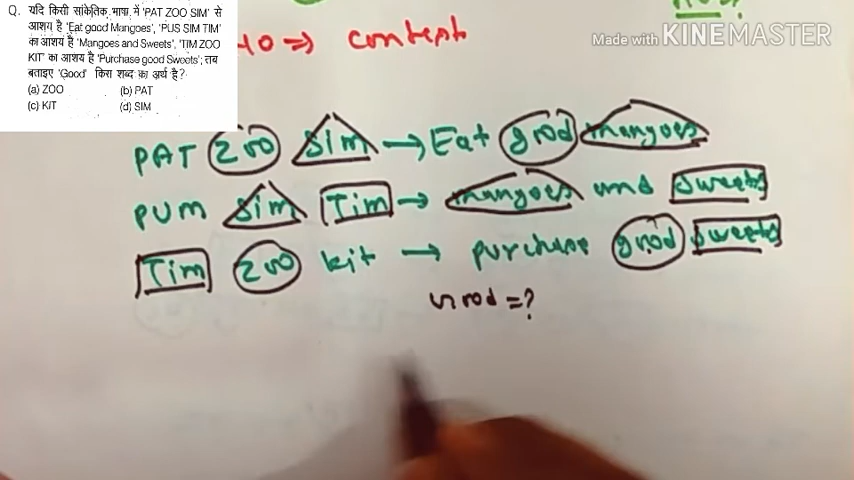 Q. यदि किसी सांकेतिक भाषा में 'PAT ZOO SIM' से
आशय है 'Eat good Mangoes', 'PUS SIM TIM'
का आशय है 'Mangoes and Sweets', 'TIM ZOO
KIT' का आशय है 'Purchase good Sweets'; तब
बताइए 'Good' किस शब्द का अर्थ है?
(a) ZOO (b) PAT
(c) KIT (d) SIM
Made with KINEMASTER
=> contept
PAT zoo Sim → Eat good mangoes
PUM Sim Tim → mangoes and sweets
Tim zoo kit → purchase good sweets
= ?